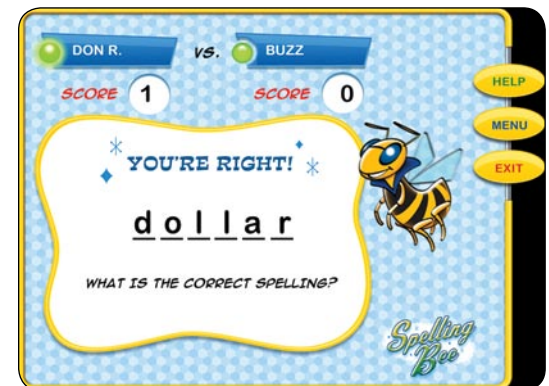 DON R.
VS.
BUZZ
SCORE 1
SCORE 0
HELP
MENU
EXIT
YOU'RE RIGHT!
dollar
WHAT IS THE CORRECT SPELLING?
Spelling
Bee